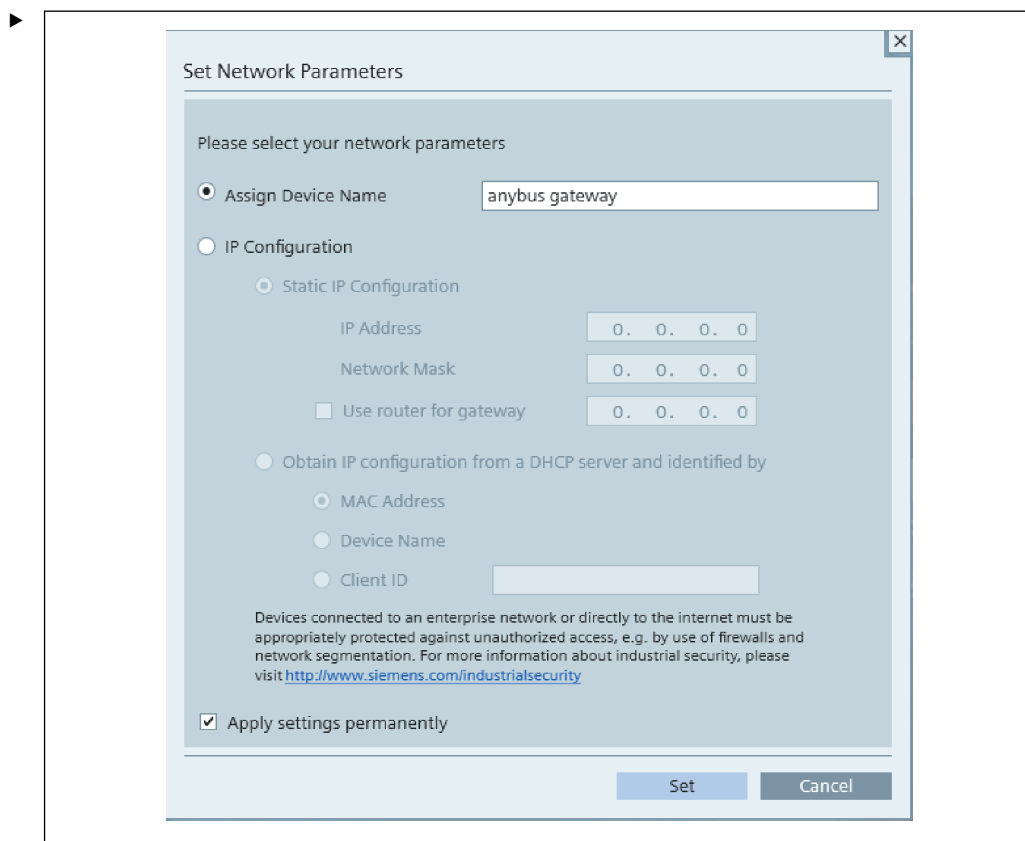 Set Network Parameters
Please select your network parameters
Assign Device Name anybus gateway
IP Configuration
Static IP Configuration
IP Address 0. 0. 0. 0
Network Mask 0. 0. 0. 0
Use router for gateway 0. 0. 0. 0
Obtain IP configuration from a DHCP server and identified by
MAC Address
Device Name
Client ID
Devices connected to an enterprise network or directly to the internet must be
appropriately protected against unauthorized access, e.g. by use of firewalls and
network segmentation. For more information about industrial security, please
visit http://www.siemens.com/industrialsecurity
Apply settings permanently
Set Cancel